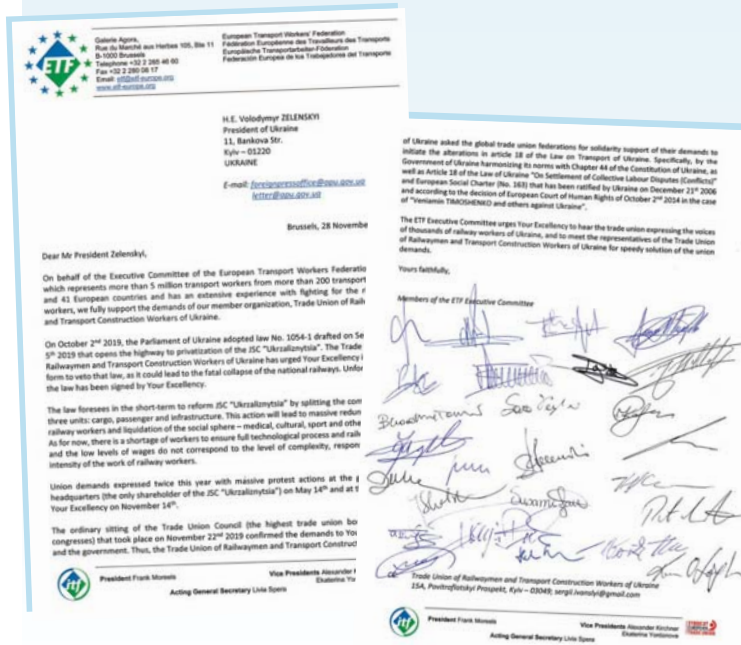 ETF
Galerie Agora,
Rue du Marché aux Herbes 105, Bte 11
B-1000 Brussels
Telephone +32 2 285 46 60
Fax +32 2 280 08 17
Email: etf@etf-europe.org
www.etf-europe.org
European Transport Workers' Federation
Fédération Européenne des Travailleurs des Transports
Europäische Transportarbeiter-Föderation
Federación Europea de los Trabajadores del Transporte
H.E. Volodymyr ZELENSKYI
President of Ukraine
11, Bankova Str.
Kyiv – 01220
UKRAINE
E-mail: foreignpressoffice@apu.gov.ua
letter@apu.gov.ua
Brussels, 28 Novembe
Dear Mr President Zelenskyi,
On behalf of the Executive Committee of the European Transport Workers Federatio
which represents more than 5 million transport workers from more than 200 transport
and 41 European countries and has an extensive experience with fighting for the r
workers, we fully support the demands of our member organization, Trade Union of Rail
and Transport Construction Workers of Ukraine.
On October 2nd 2019, the Parliament of Ukraine adopted law No. 1054-1 drafted on Se
5th 2019 that opens the highway to privatization of the JSC "Ukrzaliznytsia". The Trade
Railwaymen and Transport Construction Workers of Ukraine has urged Your Excellency i
form to veto that law, as it could lead to the fatal collapse of the national railways. Unfor
the law has been signed by Your Excellency.
The law foresees in the short-term to reform JSC "Ukrzaliznytsia" by splitting the com
three units: cargo, passenger and infrastructure. This action will lead to massive redun
railway workers and liquidation of the social sphere – medical, cultural, sport and othe
As for now, there is a shortage of workers to ensure full technological process and railw
and the low levels of wages do not correspond to the level of complexity, respon
intensity of the work of railway workers.
Union demands expressed twice this year with massive protest actions at the g
headquarters (the only shareholder of the JSC "Ukrzaliznytsia") on May 14th and at t
Your Excellency on November 14th.
The ordinary sitting of the Trade Union Council (the highest trade union bo
congresses) that took place on November 22nd 2019 confirmed the demands to You
and the government. Thus, the Trade Union of Railwaymen and Transport Construct
itf
President Frank Moreels
Vice Presidents Alexander
Ekaterina Yo
Acting General Secretary Livia Spera
of Ukraine asked the global trade union federations for solidarity support of their demands to
initiate the alterations in article 18 of the Law on Transport of Ukraine. Specifically, by the
Government of Ukraine harmonizing its norms with Chapter 44 of the Constitution of Ukraine, as
well as Article 18 of the Law of Ukraine "On Settlement of Collective Labour Disputes (Conflicts)"
and European Social Charter (No. 163) that has been ratified by Ukraine on December 21st 2006
and according to the decision of European Court of Human Rights of October 2nd 2014 in the case
of "Veniamin TIMOSHENKO and others against Ukraine".
The ETF Executive Committee urges Your Excellency to hear the trade union expressing the voices
of thousands of railway workers of Ukraine, and to meet the representatives of the Trade Union
of Railwaymen and Transport Construction Workers of Ukraine for speedy solution of the union
demands.
Yours faithfully,
Members of the ETF Executive Committee
Trade Union of Railwaymen and Transport Construction Workers of Ukraine
15A, Povitroflotskyi Prospekt, Kyiv – 03049; sergii.ivanslyi@gmail.com
itf
President Frank Moreels
Vice Presidents Alexander Kirchner
Ekaterina Yordanova
Acting General Secretary Livia Spera